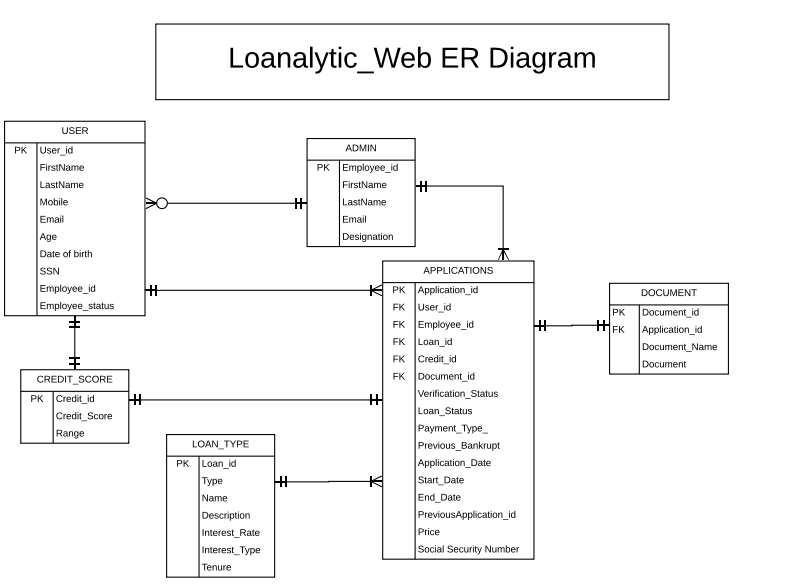 Loanalytic_Web ER Diagram
USER
PK User_id
FirstName
LastName
Mobile
Email
Age
Date of birth
SSN
Employee_id
Employee_status
ADMIN
PK Employee_id
FirstName
LastName
Email
Designation
APPLICATIONS
PK Application_id
FK User_id
FK Employee_id
FK Loan_id
FK Credit_id
FK Document_id
Verification_Status
Loan_Status
Payment_Type_
Previous_Bankrupt
Application_Date
Start_Date
End_Date
PreviousApplication_id
Price
Social Security Number
DOCUMENT
PK Document_id
FK Application_id
Document_Name
Document
CREDIT_SCORE
PK Credit_id
Credit_Score
Range
LOAN_TYPE
PK Loan_id
Type
Name
Description
Interest_Rate
Interest_Type
Tenure